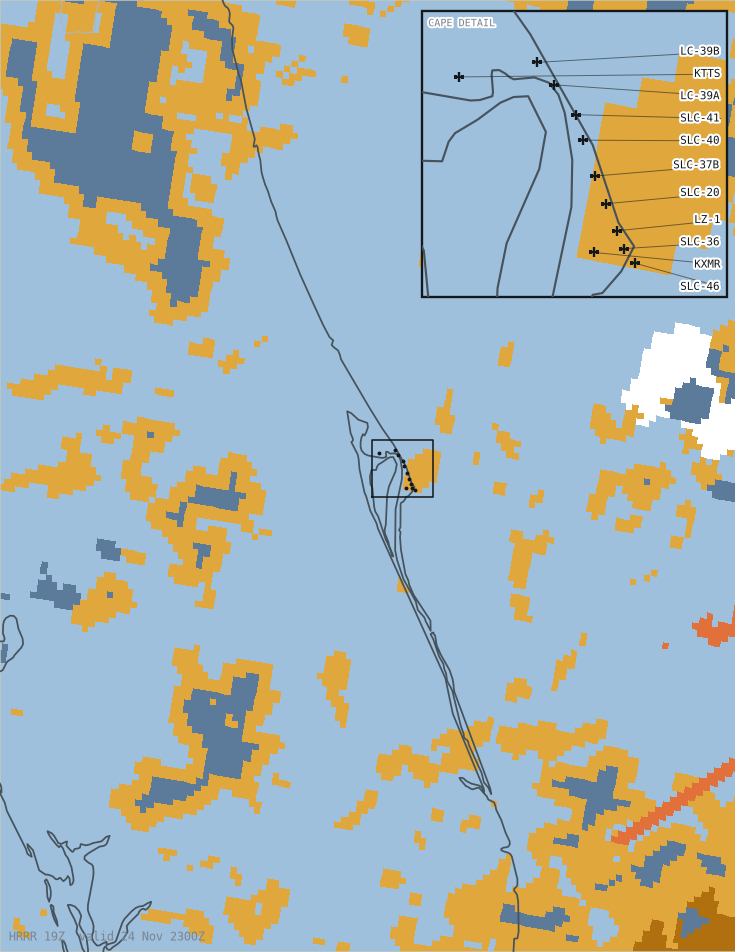 CAPE DETAIL
LC-39B
KTTS
LC-39A
SLC-41
SLC-40
SLC-37B
SLC-20
LZ-1
SLC-36
KXMR
SLC-46
HRRR 19Z valid 24 Nov 2300Z